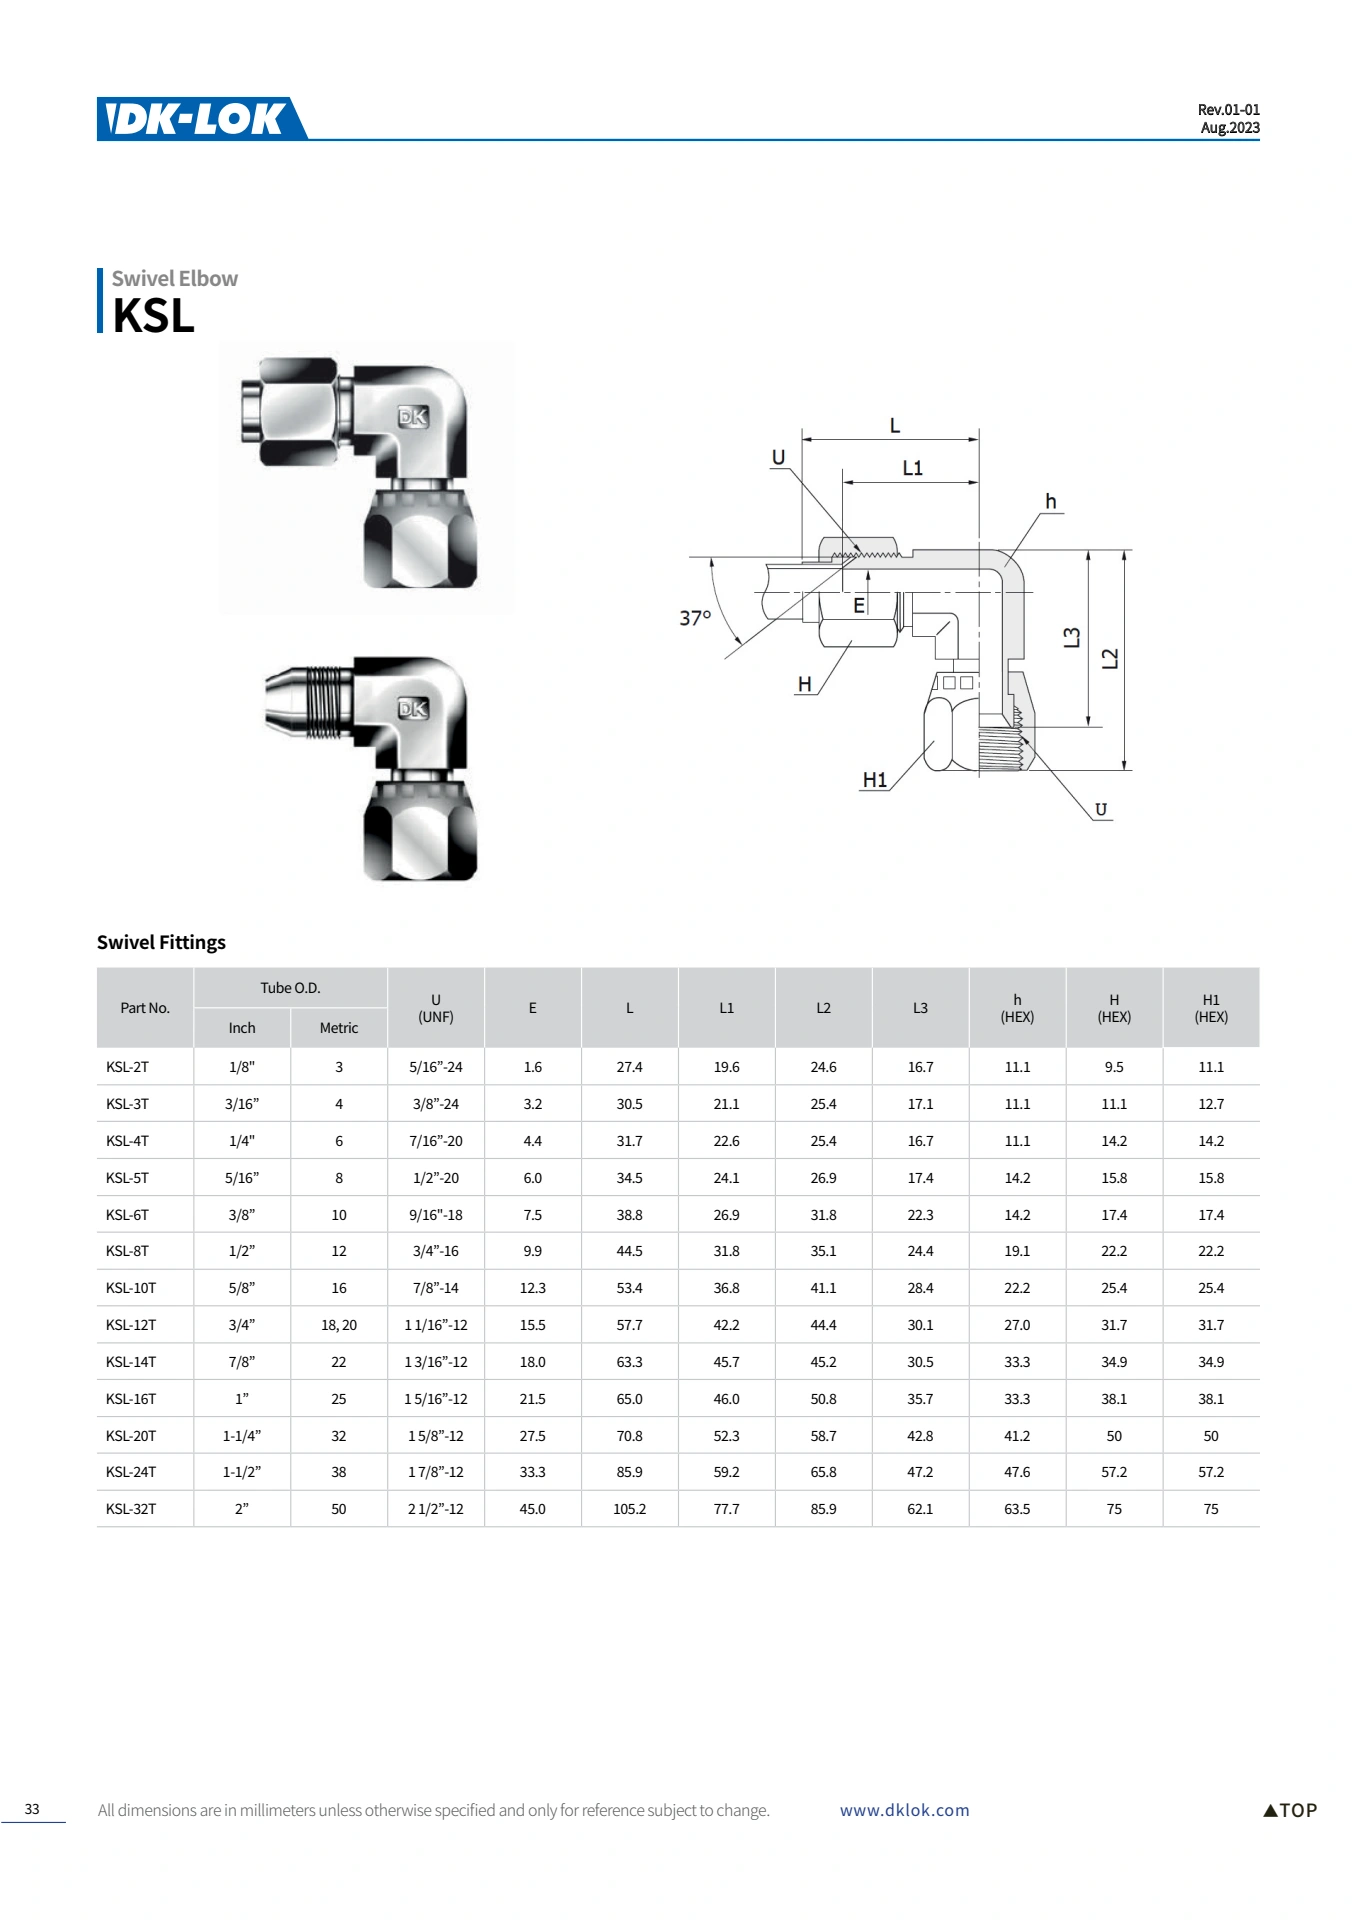 DK-LOK
Rev.01-01
Aug.2023
Swivel Elbow
KSL
DK
DK
L
L1
U
h
37°
E
H
L3
L2
H1
U
Swivel Fittings
Part No. Tube O.D. U (UNF) E L L1 L2 L3 h (HEX) H (HEX) H1 (HEX)
Inch Metric
KSL-2T 1/8" 3 5/16”-24 1.6 27.4 19.6 24.6 16.7 11.1 9.5 11.1
KSL-3T 3/16” 4 3/8”-24 3.2 30.5 21.1 25.4 17.1 11.1 11.1 12.7
KSL-4T 1/4" 6 7/16”-20 4.4 31.7 22.6 25.4 16.7 11.1 14.2 14.2
KSL-5T 5/16” 8 1/2”-20 6.0 34.5 24.1 26.9 17.4 14.2 15.8 15.8
KSL-6T 3/8” 10 9/16"-18 7.5 38.8 26.9 31.8 22.3 14.2 17.4 17.4
KSL-8T 1/2” 12 3/4”-16 9.9 44.5 31.8 35.1 24.4 19.1 22.2 22.2
KSL-10T 5/8” 16 7/8”-14 12.3 53.4 36.8 41.1 28.4 22.2 25.4 25.4
KSL-12T 3/4” 18, 20 1 1/16”-12 15.5 57.7 42.2 44.4 30.1 27.0 31.7 31.7
KSL-14T 7/8” 22 1 3/16”-12 18.0 63.3 45.7 45.2 30.5 33.3 34.9 34.9
KSL-16T 1” 25 1 5/16”-12 21.5 65.0 46.0 50.8 35.7 33.3 38.1 38.1
KSL-20T 1-1/4” 32 1 5/8”-12 27.5 70.8 52.3 58.7 42.8 41.2 50 50
KSL-24T 1-1/2” 38 1 7/8”-12 33.3 85.9 59.2 65.8 47.2 47.6 57.2 57.2
KSL-32T 2” 50 2 1/2”-12 45.0 105.2 77.7 85.9 62.1 63.5 75 75
33 All dimensions are in millimeters unless otherwise specified and only for reference subject to change. www.dklok.com ▲TOP